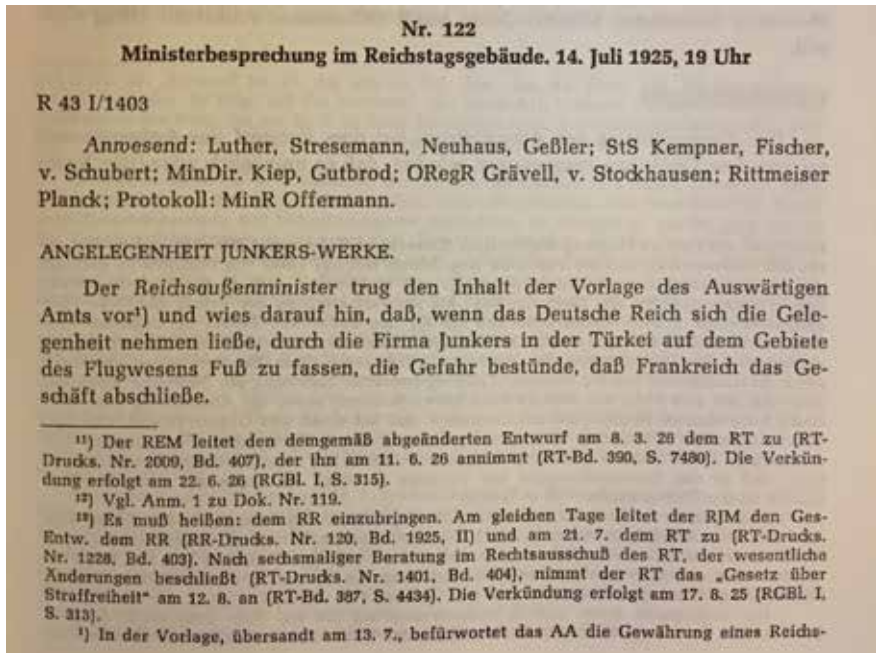 Nr. 122
Ministerbesprechung im Reichstagsgebäude. 14. Juli 1925, 19 Uhr
R 43 I/1403
Anwesend: Luther, Stresemann, Neuhaus, Geßler; StS Kempner, Fischer,
v. Schubert; MinDir. Kiep, Gutbrod; ORegR Grävell, v. Stockhausen; Rittmeiser
Planck; Protokoll: MinR Offermann.
ANGELEGENHEIT JUNKERS-WERKE.
Der Reichsaußenminister trug den Inhalt der Vorlage des Auswärtigen
Amts vor¹) und wies darauf hin, daß, wenn das Deutsche Reich sich die Gele-
genheit nehmen ließe, durch die Firma Junkers in der Türkei auf dem Gebiete
des Flugwesens Fuß zu fassen, die Gefahr bestünde, daß Frankreich das Ge-
schäft abschließe.
¹¹) Der REM leitet den demgemäß abgeänderten Entwurf am 8. 3. 26 dem RT zu (RT-
Drucks. Nr. 2009, Bd. 407), der ihn am 11. 6. 26 annimmt (RT-Bd. 390, S. 7480). Die Verkün-
dung erfolgt am 22. 6. 26 (RGBl. I, S. 315).
¹²) Vgl. Anm. 1 zu Dok. Nr. 119.
¹³) Es muß heißen: dem RR einzubringen. Am gleichen Tage leitet der RJM den Ges-
Entw. dem RR (RR-Drucks. Nr. 120, Bd. 1925, II) und am 21. 7. dem RT zu (RT-Drucks.
Nr. 1228, Bd. 403). Nach sechsmaliger Beratung im Rechtsausschuß des RT, der wesentliche
Änderungen beschließt (RT-Drucks. Nr. 1401, Bd. 404), nimmt der RT das „Gesetz über
Straffreiheit“ am 12. 8. an (RT-Bd. 387, S. 4434). Die Verkündung erfolgt am 17. 8. 25 (RGBl. I,
S. 313).
¹) In der Vorlage, übersandt am 13. 7., befürwortet das AA die Gewährung eines Reichs-